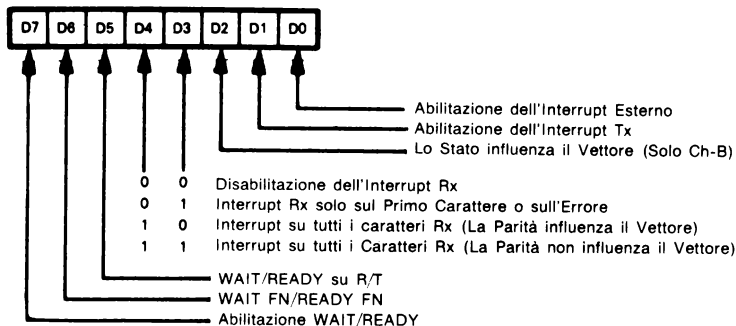 D7 D6 D5 D4 D3 D2 D1 D0
Abilitazione dell'Interrupt Esterno
Abilitazione dell'Interrupt Tx
Lo Stato influenza il Vettore (Solo Ch-B)
0 0 Disabilitazione dell'Interrupt Rx
0 1 Interrupt Rx solo sul Primo Carattere o sull'Errore
1 0 Interrupt su tutti i caratteri Rx (La Parità influenza il Vettore)
1 1 Interrupt su tutti i Caratteri Rx (La Parità non influenza il Vettore)
WAIT/READY su R/T
WAIT FN/READY FN
Abilitazione WAIT/READY